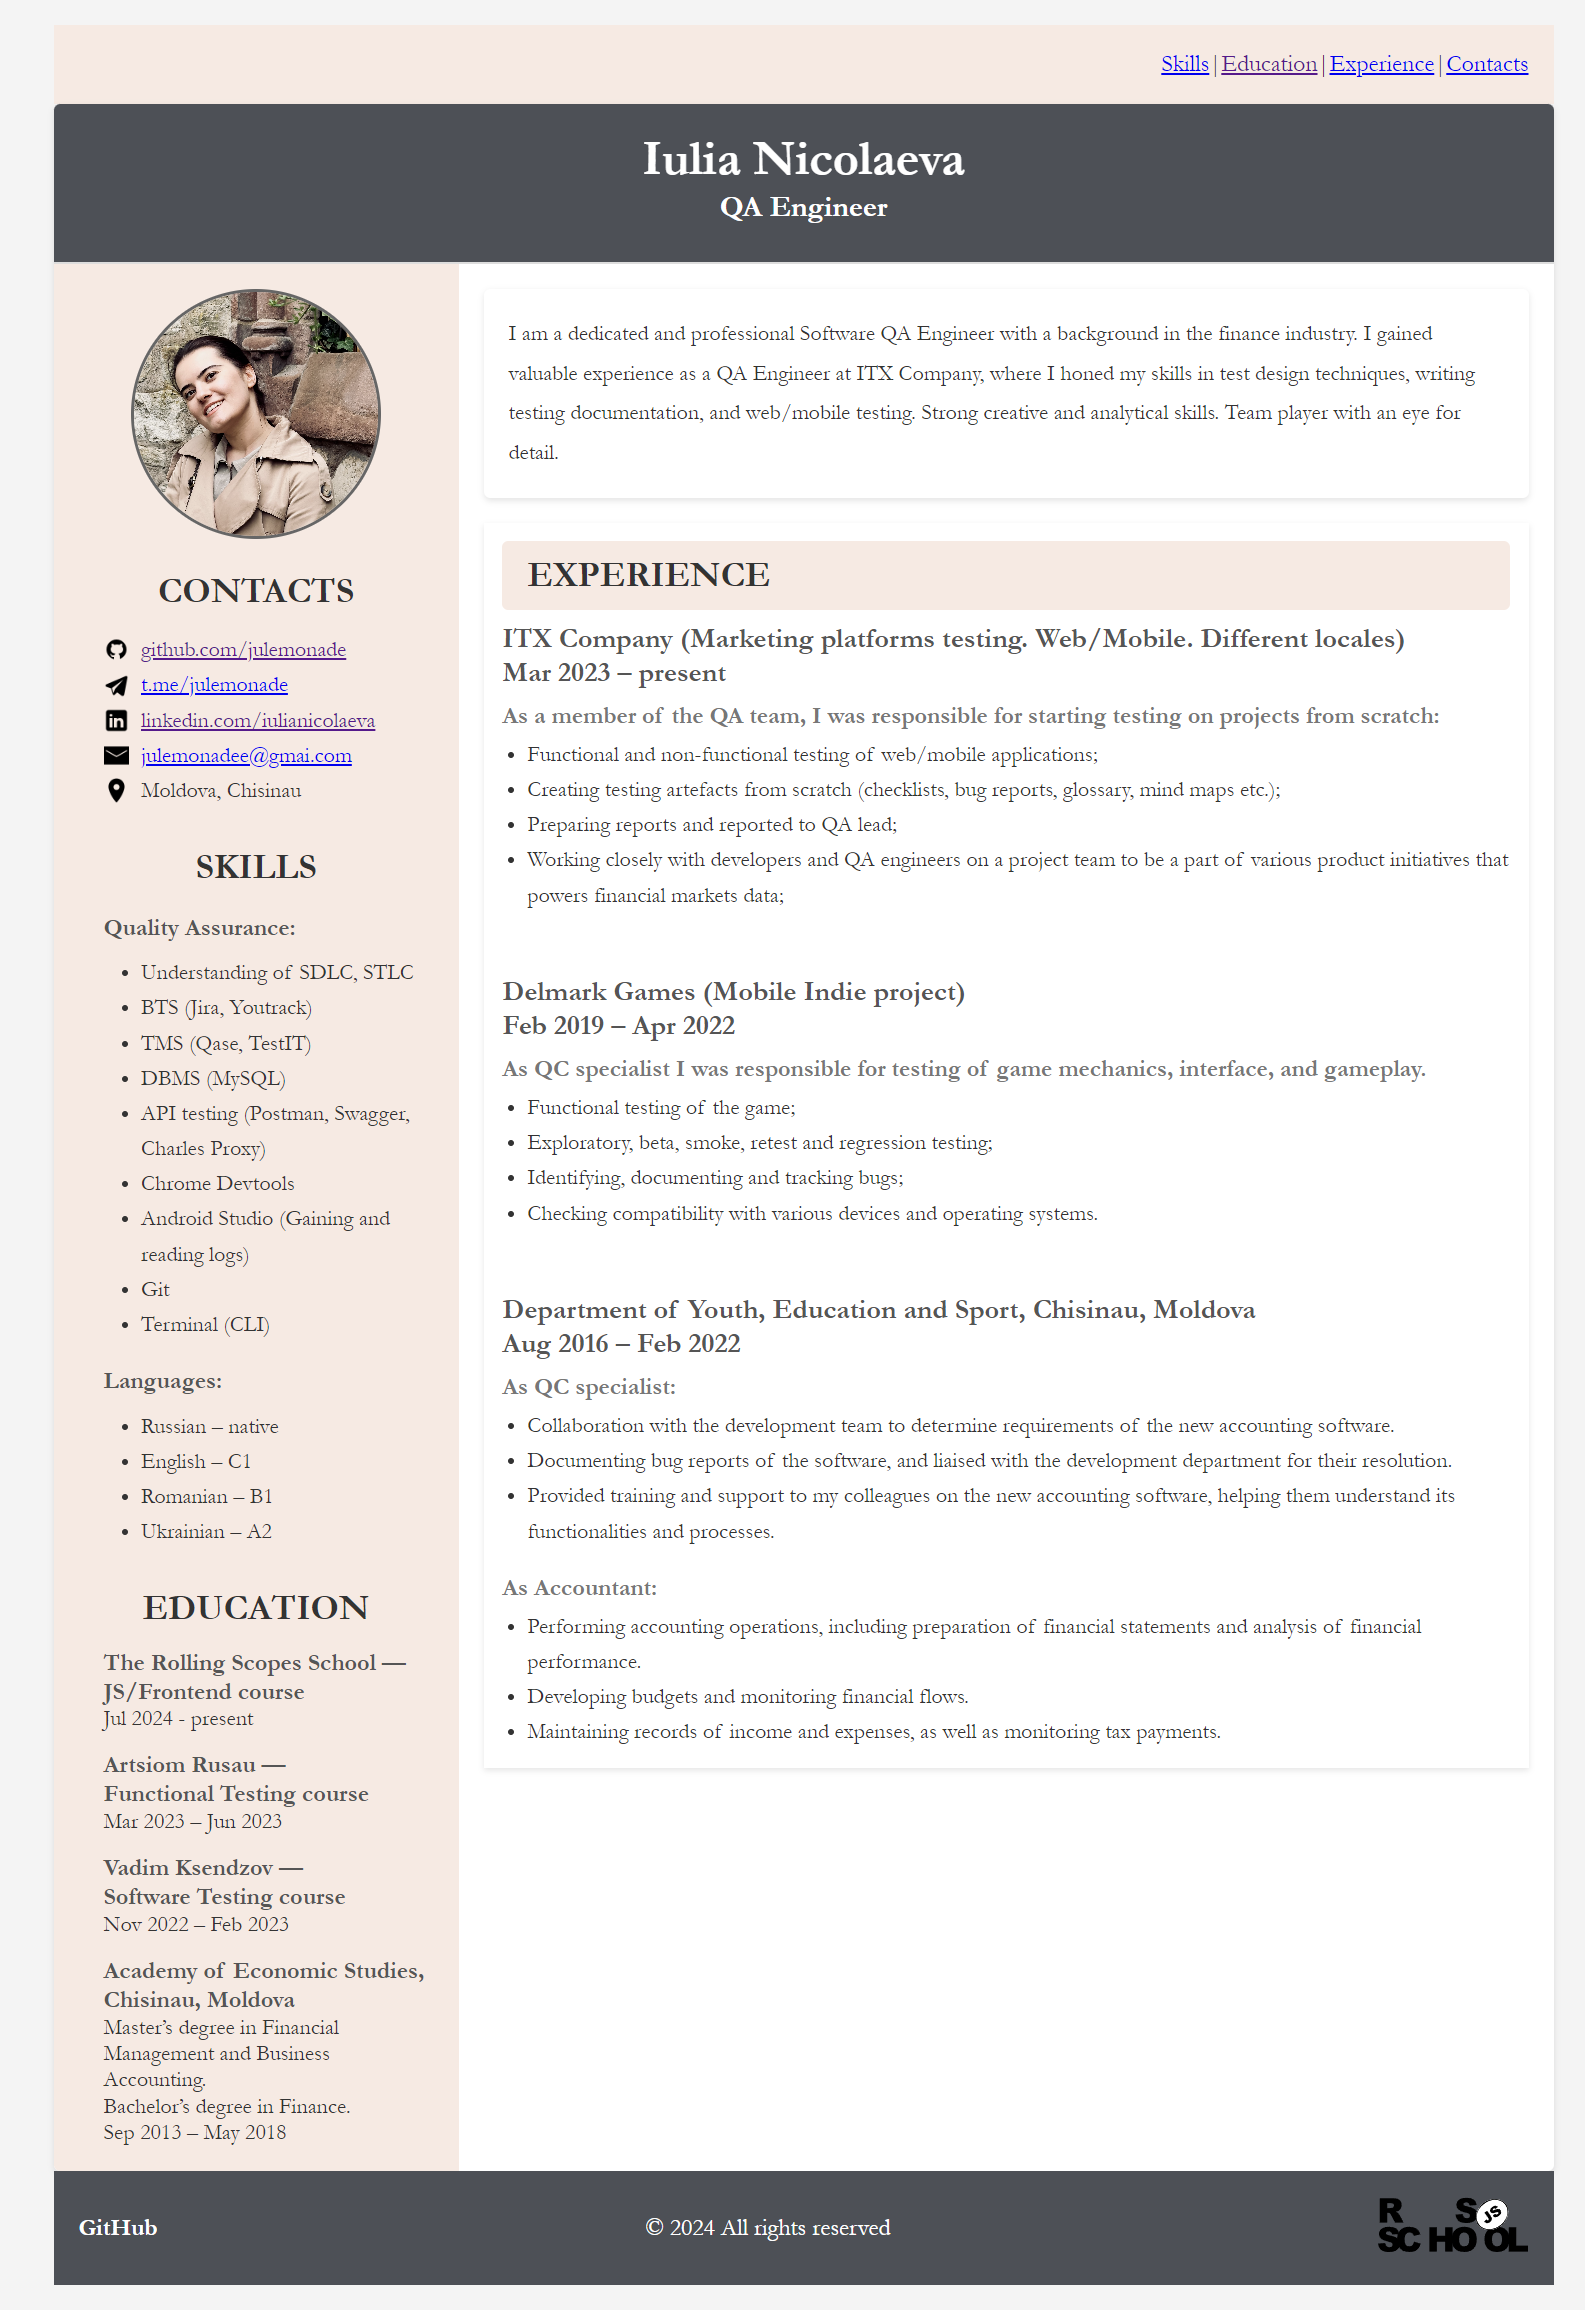 Skills | Education | Experience | Contacts
Iulia Nicolaeva
QA Engineer
CONTACTS
github.com/julemonade
t.me/julemonade
linkedin.com/iulianicolaeva
julemonadee@gmai.com
Moldova, Chisinau
SKILLS
Quality Assurance:
• Understanding of SDLC, STLC
• BTS (Jira, Youtrack)
• TMS (Qase, TestIT)
• DBMS (MySQL)
• API testing (Postman, Swagger,
Charles Proxy)
• Chrome Devtools
• Android Studio (Gaining and
reading logs)
• Git
• Terminal (CLI)
Languages:
• Russian – native
• English – C1
• Romanian – B1
• Ukrainian – A2
EDUCATION
The Rolling Scopes School —
JS/Frontend course
Jul 2024 - present
Artsiom Rusau —
Functional Testing course
Mar 2023 – Jun 2023
Vadim Ksendzov —
Software Testing course
Nov 2022 – Feb 2023
Academy of Economic Studies,
Chisinau, Moldova
Master’s degree in Financial
Management and Business
Accounting.
Bachelor’s degree in Finance.
Sep 2013 – May 2018
I am a dedicated and professional Software QA Engineer with a background in the finance industry. I gained
valuable experience as a QA Engineer at ITX Company, where I honed my skills in test design techniques, writing
testing documentation, and web/mobile testing. Strong creative and analytical skills. Team player with an eye for
detail.
EXPERIENCE
ITX Company (Marketing platforms testing. Web/Mobile. Different locales)
Mar 2023 – present
As a member of the QA team, I was responsible for starting testing on projects from scratch:
• Functional and non-functional testing of web/mobile applications;
• Creating testing artefacts from scratch (checklists, bug reports, glossary, mind maps etc.);
• Preparing reports and reported to QA lead;
• Working closely with developers and QA engineers on a project team to be a part of various product initiatives that
powers financial markets data;
Delmark Games (Mobile Indie project)
Feb 2019 – Apr 2022
As QC specialist I was responsible for testing of game mechanics, interface, and gameplay.
• Functional testing of the game;
• Exploratory, beta, smoke, retest and regression testing;
• Identifying, documenting and tracking bugs;
• Checking compatibility with various devices and operating systems.
Department of Youth, Education and Sport, Chisinau, Moldova
Aug 2016 – Feb 2022
As QC specialist:
• Collaboration with the development team to determine requirements of the new accounting software.
• Documenting bug reports of the software, and liaised with the development department for their resolution.
• Provided training and support to my colleagues on the new accounting software, helping them understand its
functionalities and processes.
As Accountant:
• Performing accounting operations, including preparation of financial statements and analysis of financial
performance.
• Developing budgets and monitoring financial flows.
• Maintaining records of income and expenses, as well as monitoring tax payments.
GitHub
© 2024 All rights reserved
R S JS
SCHOOL